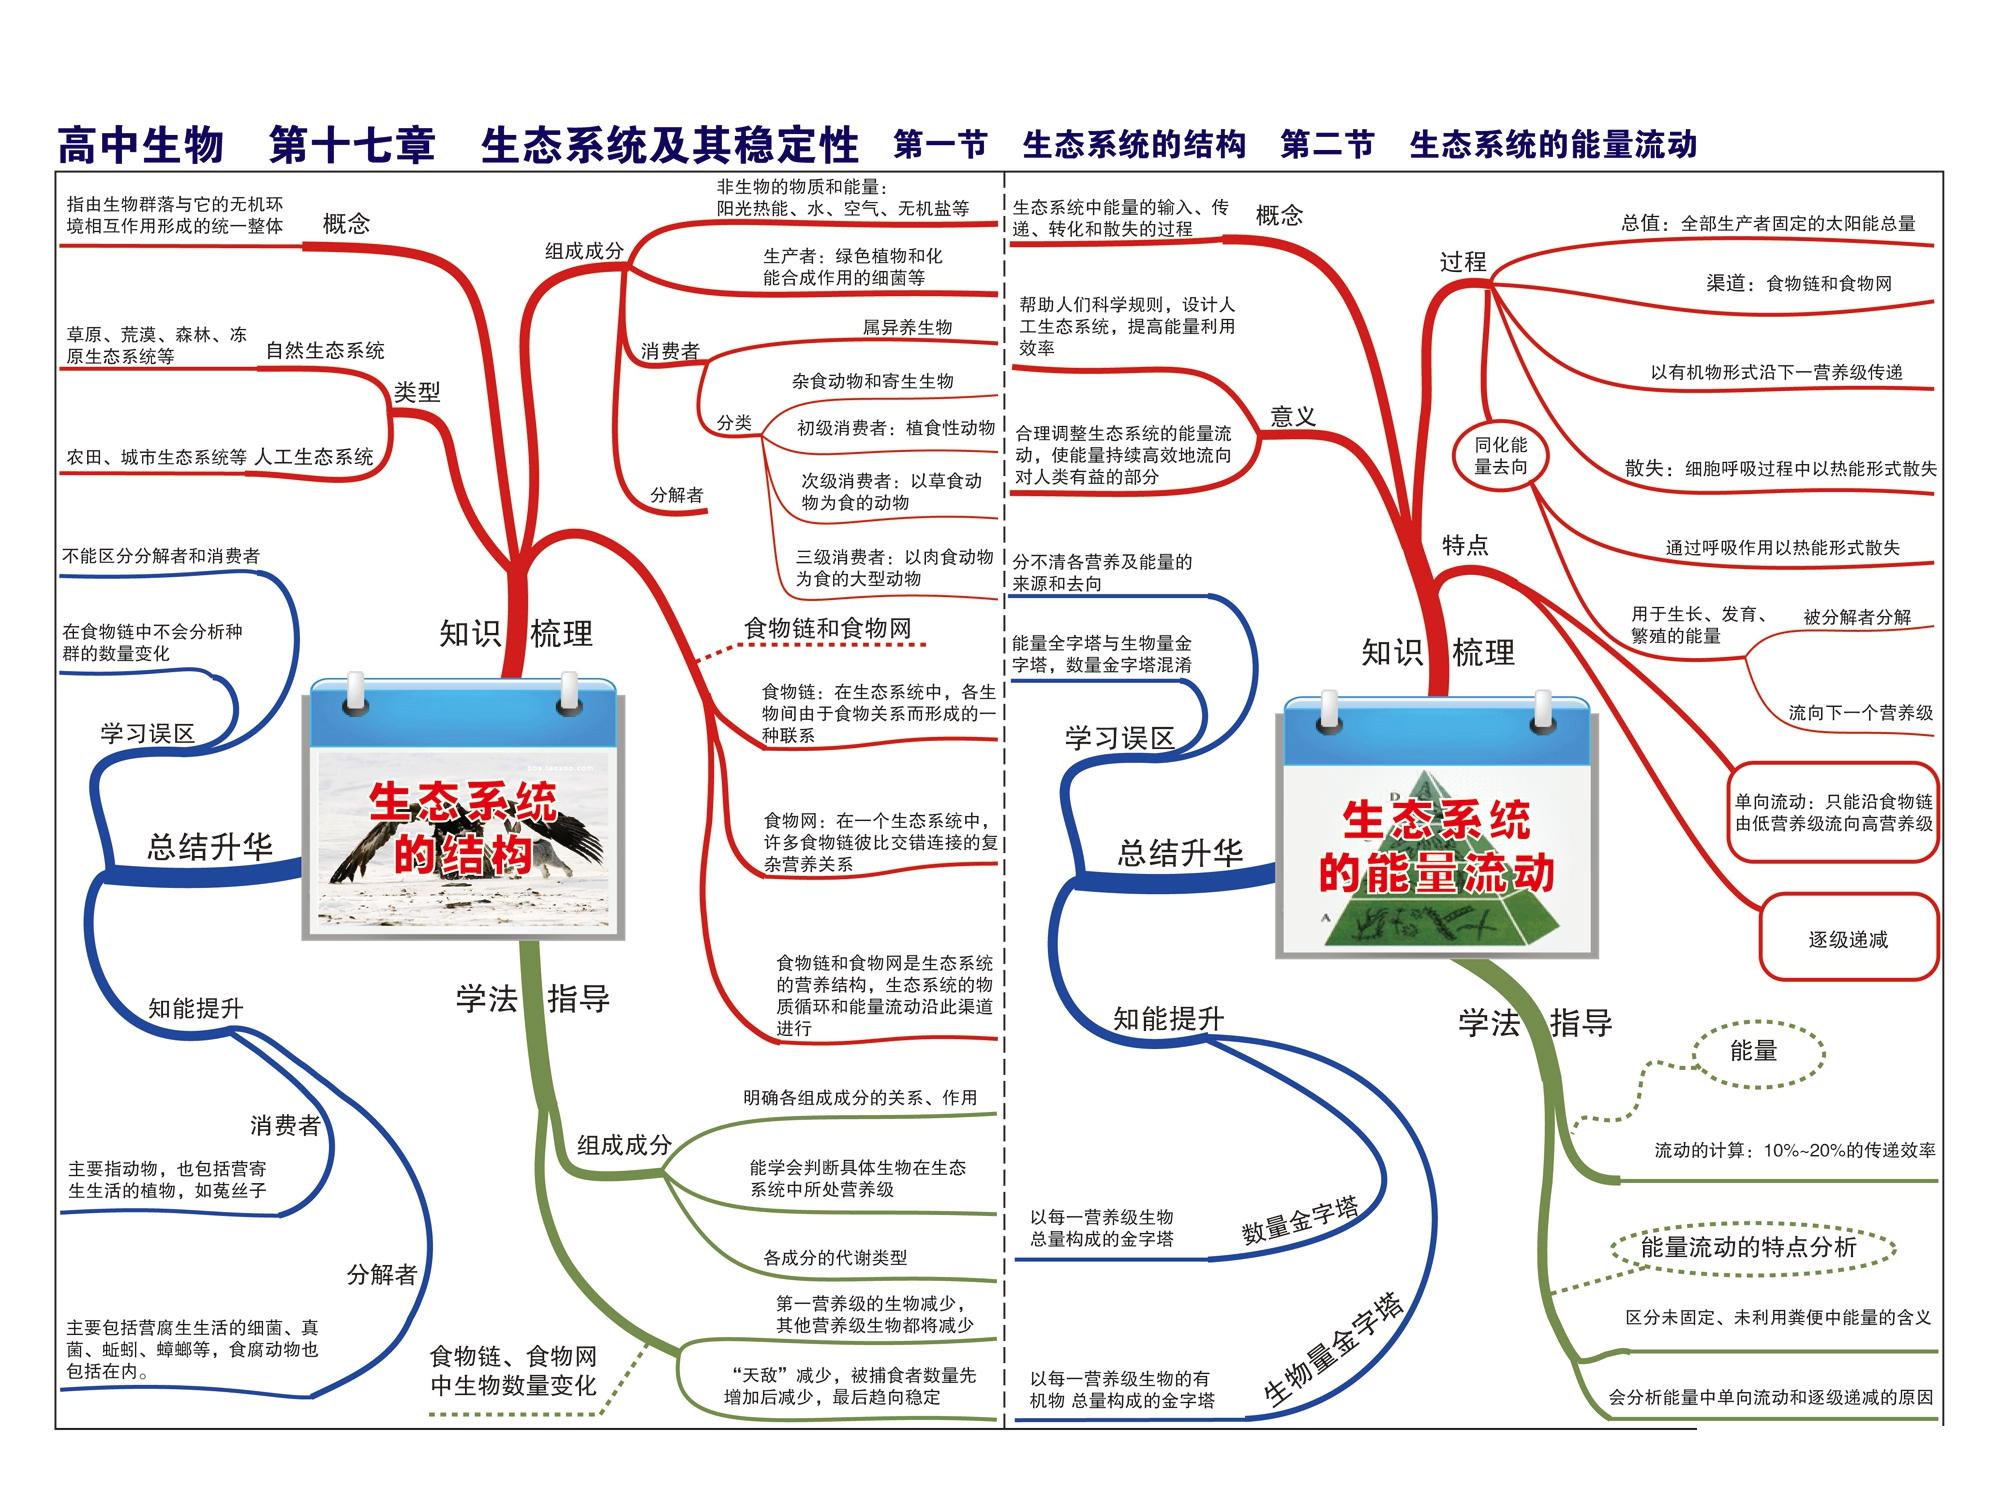 高中生物 第十七章 生态系统及其稳定性 第一节 生态系统的结构 第二节 生态系统的能量流动
指由生物群落与它的无机环
境相互作用形成的统一整体
概念
草原、荒漠、森林、冻
原生态系统等
自然生态系统
类型
农田、城市生态系统等
人工生态系统
组成成分
非生物的物质和能量：
阳光热能、水、空气、无机盐等
生产者：绿色植物和化
能合成作用的细菌等
消费者
属异养生物
分类
杂食动物和寄生生物
初级消费者：植食性动物
次级消费者：以草食动
物为食的动物
三级消费者：以肉食动物
为食的大型动物
分解者
知识 梳理
食物链和食物网
食物链：在生态系统中，各生
物间由于食物关系而形成的一
种联系
食物网：在一个生态系统中，
许多食物链彼此交错连接的复
杂营养关系
食物链和食物网是生态系统
的营养结构，生态系统的物
质循环和能量流动沿此渠道
进行
不能区分分解者和消费者
在食物链中不会分析种
群的数量变化
学习误区
总结升华
生态系统
的结构
知能提升
消费者
主要指动物，也包括营寄
生生活的植物，如菟丝子
分解者
主要包括营腐生生活的细菌、真
菌、蚯蚓、蟑螂等，食腐动物也
包括在内。
学法 指导
组成成分
明确各组成成分的关系、作用
能学会判断具体生物在生态
系统中所处营养级
各成分的代谢类型
食物链、食物网
中生物数量变化
第一营养级的生物减少，
其他营养级生物都将减少
“天敌”减少，被捕食者数量先
增加后减少，最后趋向稳定
生态系统中能量的输入、传
递、转化和散失的过程
概念
帮助人们科学规则，设计人
工生态系统，提高能量利用
效率
意义
合理调整生态系统的能量流
动，使能量持续高效地流向
对人类有益的部分
过程
总值：全部生产者固定的太阳能总量
渠道：食物链和食物网
以有机物形式沿下一营养级传递
散失：细胞呼吸过程中以热能形式散失
同化能
量去向
通过呼吸作用以热能形式散失
用于生长、发育、
繁殖的能量
被分解者分解
流向下一个营养级
特点
单向流动：只能沿食物链
由低营养级流向高营养级
逐级递减
知识 梳理
分不清各营养及能量的
来源和去向
能量全字塔与生物量金
字塔，数量金字塔混淆
学习误区
总结升华
生态系统
的能量流动
D
A
知能提升
以每一营养级生物
总量构成的金字塔
数量金字塔
以每一营养级生物的有
机物 总量构成的金字塔
生物量金字塔
学法 指导
能量
流动的计算：10%~20%的传递效率
能量流动的特点分析
区分未固定、未利用粪便中能量的含义
会分析能量中单向流动和逐级递减的原因